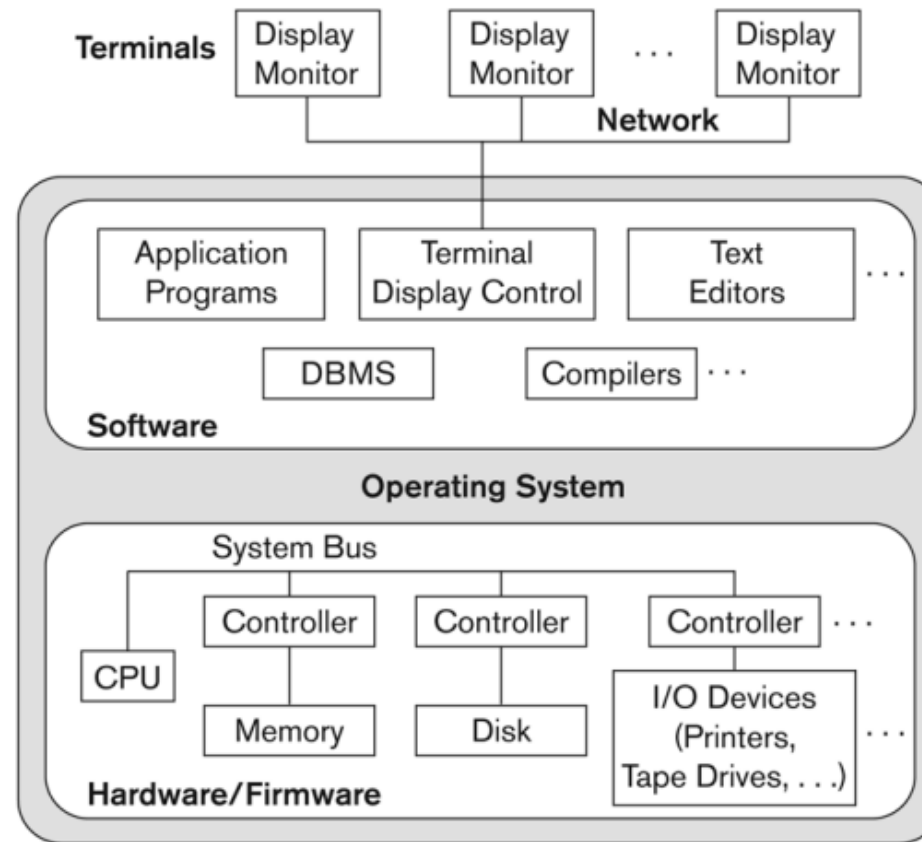 Terminals
Display
Monitor
Display
Monitor
. . .
Display
Monitor
Network
Application
Programs
Terminal
Display Control
Text
Editors
. . .
DBMS
Compilers
. . .
Software
Operating System
System Bus
Controller
Controller
Controller
. . .
CPU
Memory
Disk
I/O Devices
(Printers,
Tape Drives, . . .)
. . .
Hardware/Firmware